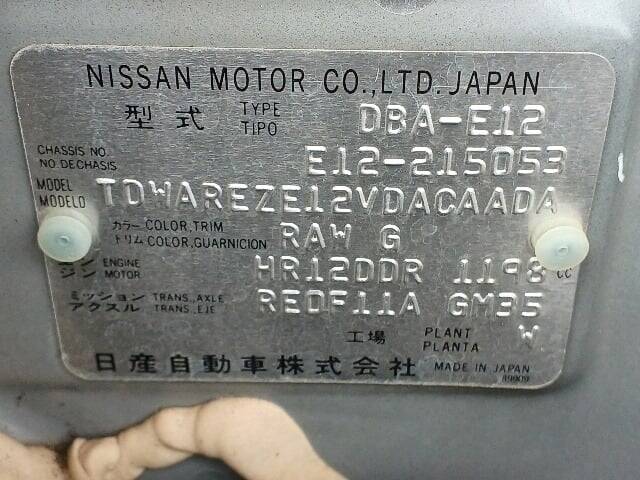 NISSAN MOTOR CO.,LTD. JAPAN
型式 TYPE TIPO DBA-E12
CHASSIS NO. NO DECHASIS E12-215053
MODEL MODELO TDWAREZE12VDACAADA
カラー COLOR,TRIM トリム COLOR,GUARNICION RAW G
エンジン ENGINE MOTOR HR12DDR 1198 CC
ミッション TRANS.,AXLE アクスル TRANS.,EJE RE0F11A GM35
工場 PLANT PLANTA W
日産自動車株式会社 MADE IN JAPAN